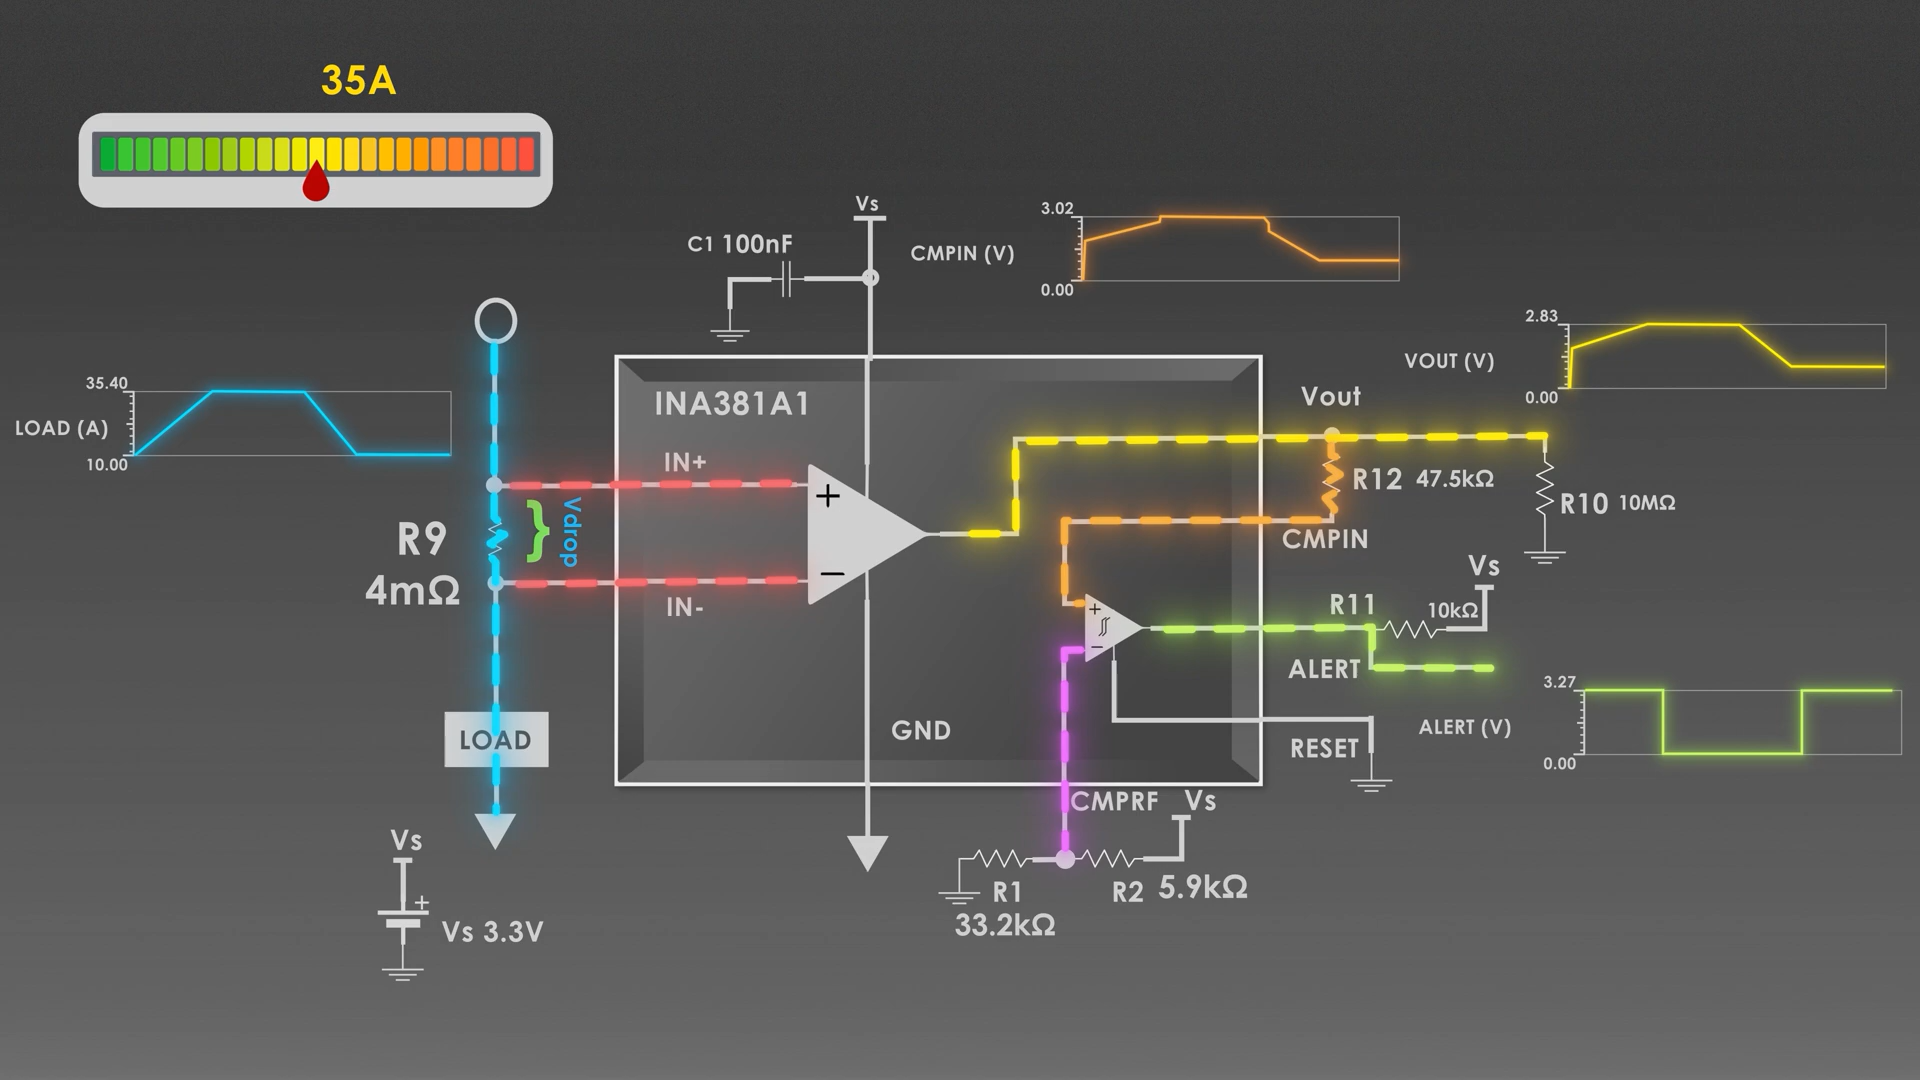 35A
Vs
C1 100nF
CMPIN (V)
3.02
0.00
2.83
0.00
VOUT (V)
35.40
LOAD (A)
10.00
INA381A1
Vout
IN+
+
Vdrop
}
R9
4mΩ
IN-
−
R12 47.5kΩ
R10 10MΩ
CMPIN
Vs
R11
10kΩ
+
−
ALERT
3.27
ALERT (V)
0.00
LOAD
GND
RESET
CMPRF Vs
Vs
+
Vs 3.3V
R1
33.2kΩ
R2 5.9kΩ